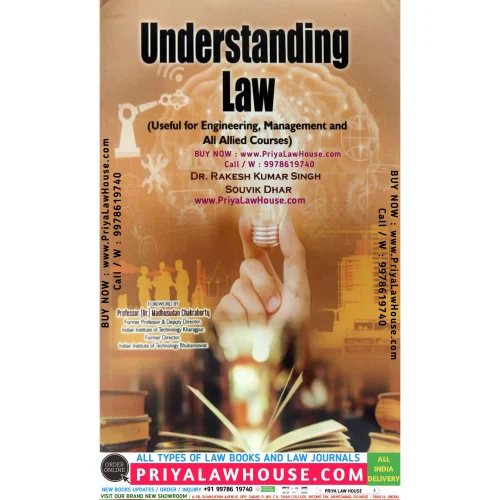 Understanding
Law
(Useful for Engineering, Management and
All Allied Courses)
BUY NOW : www.PriyaLawHouse.com
Call / W : 9978619740
DR. RAKESH KUMAR SINGH
SOUVIK DHAR
www.PriyaLawHouse.com
BUY NOW : www.PriyaLawHouse.com
Call / W : 9978619740
BUY NOW : www.PriyaLawHouse.com
Call / W : 9978619740
FOREWORD BY
Professor (Dr.) Madhusudan Chakraborty
Former Professor & Deputy Director,
Indian Institute of Technology Kharagpur
Former Director,
Indian Institute of Technology Bhubaneswar
ORDER
ONLINE
ALL TYPES OF LAW BOOKS AND LAW JOURNALS
PRIYALAWHOUSE.COM
ALL
INDIA
DELIVERY
NEW BOOKS UPDATES / ORDER / INQUIRY +91 99786 19740
PRIYA LAW HOUSE
VISIT OUR BRAND NEW SHOWROOM